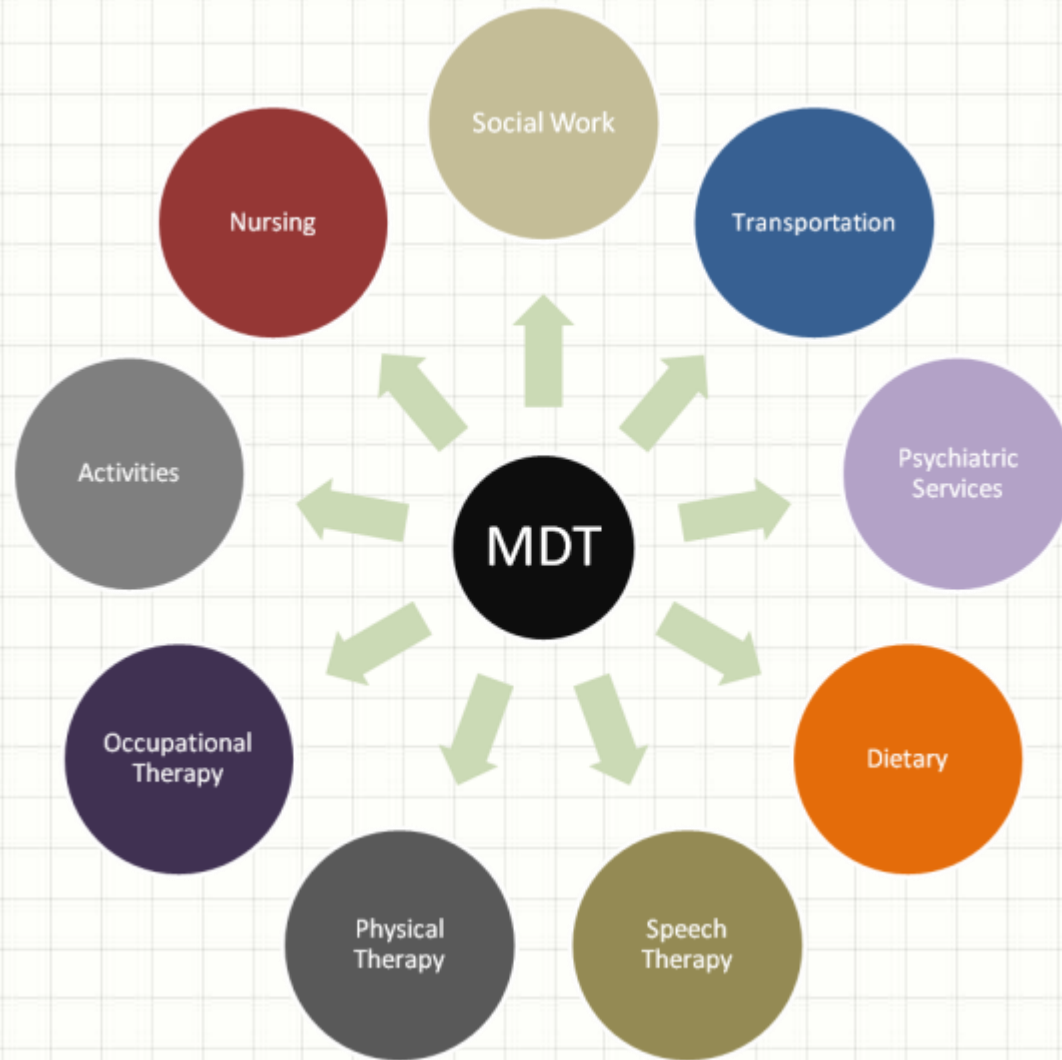 Social Work
Transportation
Psychiatric
Services
Dietary
Speech
Therapy
Physical
Therapy
Occupational
Therapy
Activities
Nursing
MDT